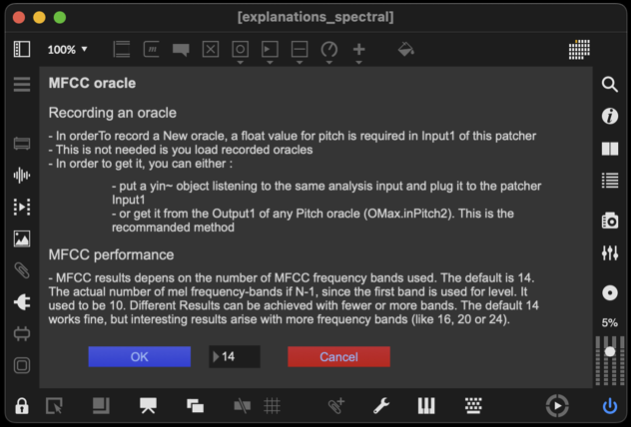 [explanations_spectral]
100%
MFCC oracle
Recording an oracle
- In orderTo record a New oracle, a float value for pitch is required in Input1 of this patcher
- This is not needed is you load recorded oracles
- In order to get it, you can either :
- put a yin~ object listening to the same analysis input and plug it to the patcher
Input1
- or get it from the Output1 of any Pitch oracle (OMax.inPitch2). This is the
recommanded method
MFCC performance
- MFCC results depens on the number of MFCC frequency bands used. The default is 14.
The actual number of mel frequency-bands if N-1, since the first band is used for level. It
used to be 10. Different Results can be achieved with fewer or more bands. The default 14
works fine, but interesting results arise with more frequency bands (like 16, 20 or 24).
OK
14
Cancel
5%